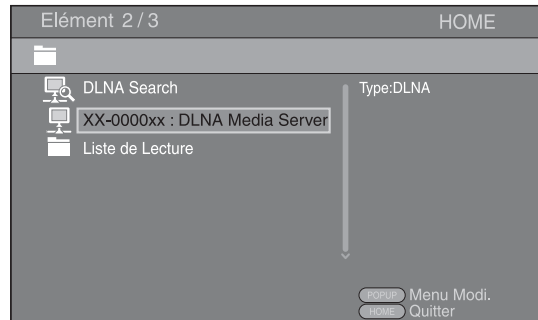 Elément 2 / 3 HOME
DLNA Search
Type:DLNA
XX-0000xx : DLNA Media Server
Liste de Lecture
POPUP Menu Modi.
HOME Quitter